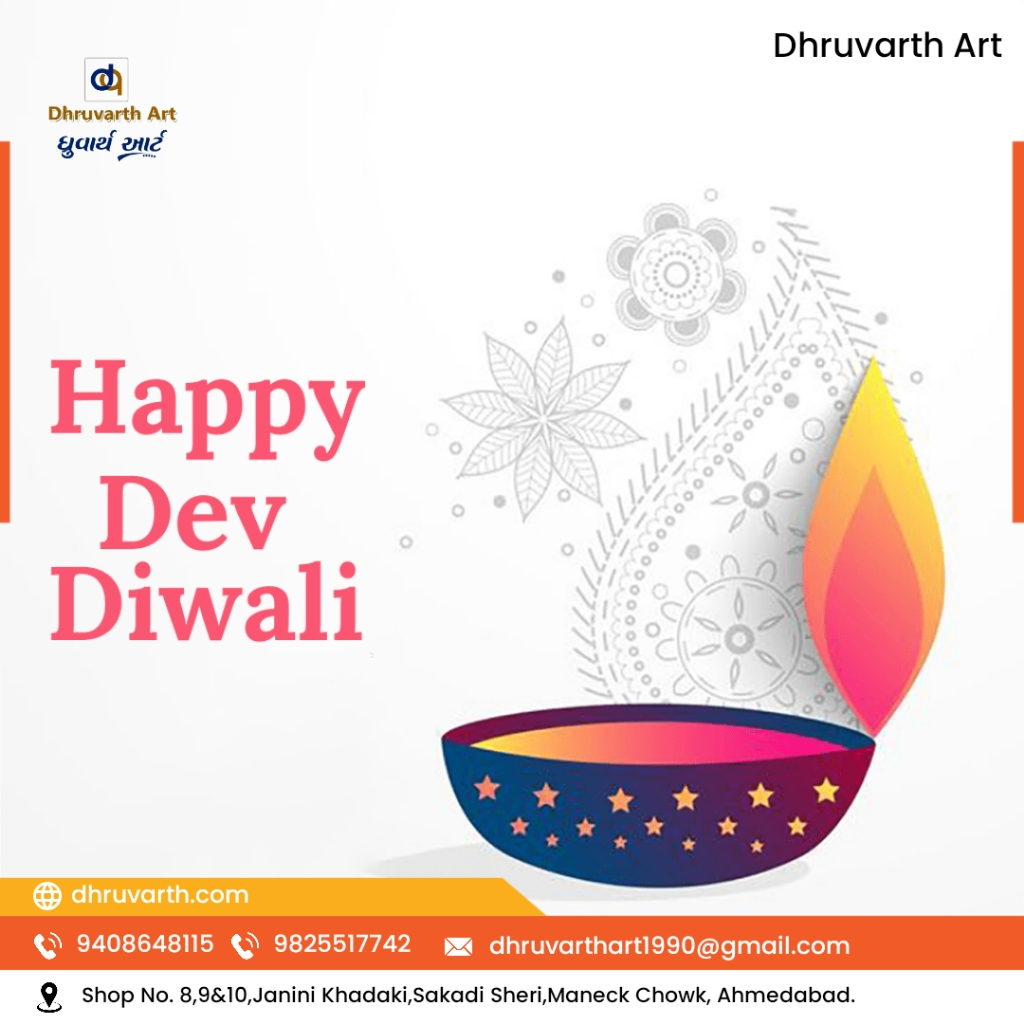 Dhruvarth Art
Dhruvarth Art
ધ્રુવાર્થ આર્ટ
Happy
Dev
Diwali
dhruvarth.com
9408648115 9825517742 dhruvarthart1990@gmail.com
Shop No. 8,9&10,Janini Khadaki,Sakadi Sheri,Maneck Chowk, Ahmedabad.